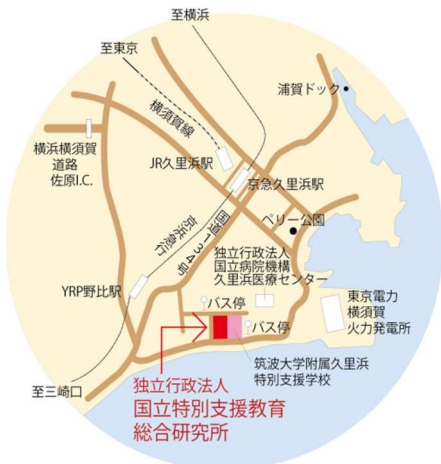 至横浜
至東京
浦賀ドック
横須賀線
横浜横須賀
道路
佐原I.C.
JR久里浜駅
京急久里浜駅
国道134号
ペリー公園
京浜急行
独立行政法人
国立病院機構
久里浜医療センター
YRP野比駅
バス停
東京電力
横須賀
火力発電所
バス停
筑波大学附属久里浜
特別支援学校
至三崎口
独立行政法人
国立特別支援教育
総合研究所